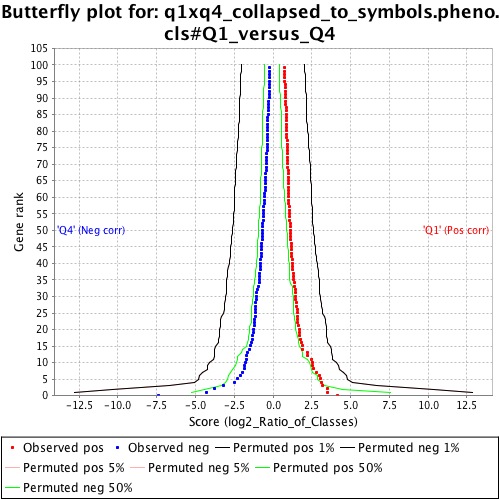 Butterfly plot for: q1xq4_collapsed_to_symbols.pheno.
cls#Q1_versus_Q4
105
100
95
90
85
80
75
70
65
60
55
50
45
40
35
30
25
20
15
10
5
0
Gene rank
'Q4' (Neg corr)
'Q1' (Pos corr)
-12.5 -10.0 -7.5 -5.0 -2.5 0.0 2.5 5.0 7.5 10.0 12.5
Score (log2_Ratio_of_Classes)
Observed pos Observed neg Permuted pos 1% Permuted neg 1%
Permuted pos 5% Permuted neg 5% Permuted pos 50%
Permuted neg 50%